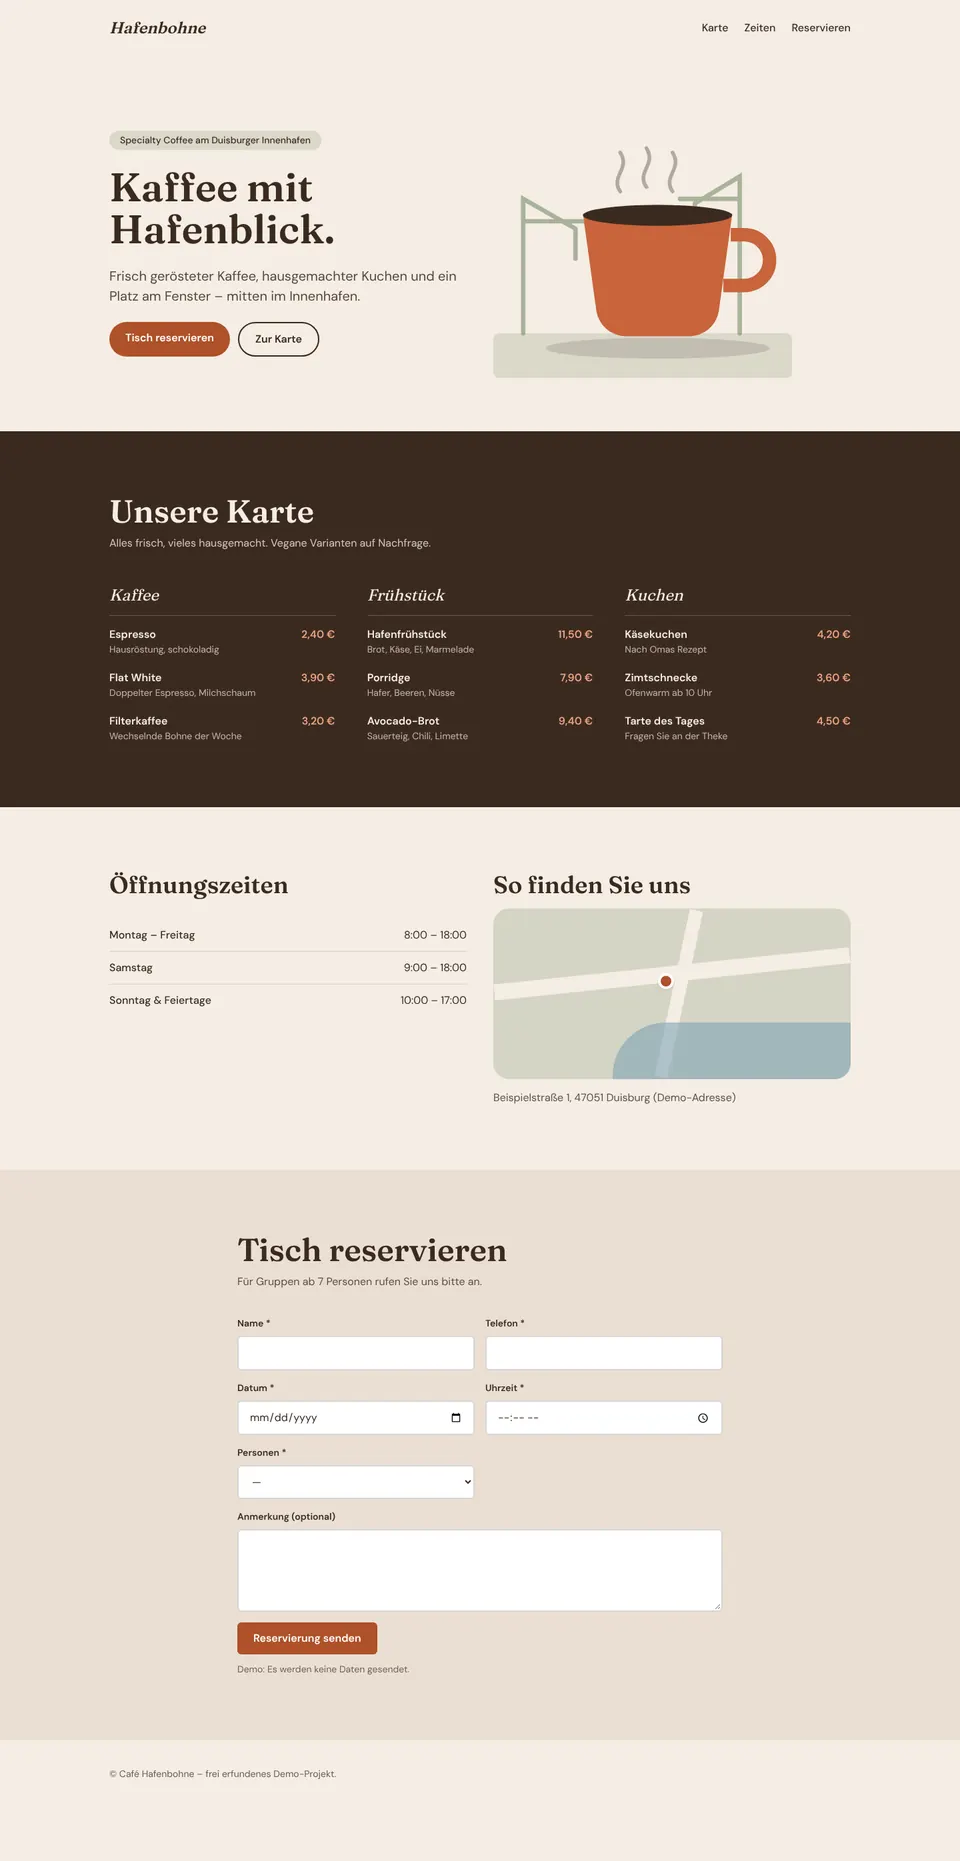 Hafenbohne
Karte Zeiten Reservieren
Specialty Coffee am Duisburger Innenhafen
Kaffee mit
Hafenblick.
Frisch gerösteter Kaffee, hausgemachter Kuchen und ein
Platz am Fenster – mitten im Innenhafen.
Tisch reservieren
Zur Karte
Unsere Karte
Alles frisch, vieles hausgemacht. Vegane Varianten auf Nachfrage.
Kaffee
Espresso 2,40 €
Hausröstung, schokoladig
Flat White 3,90 €
Doppelter Espresso, Milchschaum
Filterkaffee 3,20 €
Wechselnde Bohne der Woche
Frühstück
Hafenfrühstück 11,50 €
Brot, Käse, Ei, Marmelade
Porridge 7,90 €
Hafer, Beeren, Nüsse
Avocado-Brot 9,40 €
Sauerteig, Chili, Limette
Kuchen
Käsekuchen 4,20 €
Nach Omas Rezept
Zimtschnecke 3,60 €
Ofenwarm ab 10 Uhr
Tarte des Tages 4,50 €
Fragen Sie an der Theke
Öffnungszeiten
Montag – Freitag 8:00 – 18:00
Samstag 9:00 – 18:00
Sonntag & Feiertage 10:00 – 17:00
So finden Sie uns
Beispielstraße 1, 47051 Duisburg (Demo-Adresse)
Tisch reservieren
Für Gruppen ab 7 Personen rufen Sie uns bitte an.
Name *
Telefon *
Datum *
mm/dd/yyyy
Uhrzeit *
--:-- --
Personen *
—
Anmerkung (optional)
Reservierung senden
Demo: Es werden keine Daten gesendet.
© Café Hafenbohne – frei erfundenes Demo-Projekt.